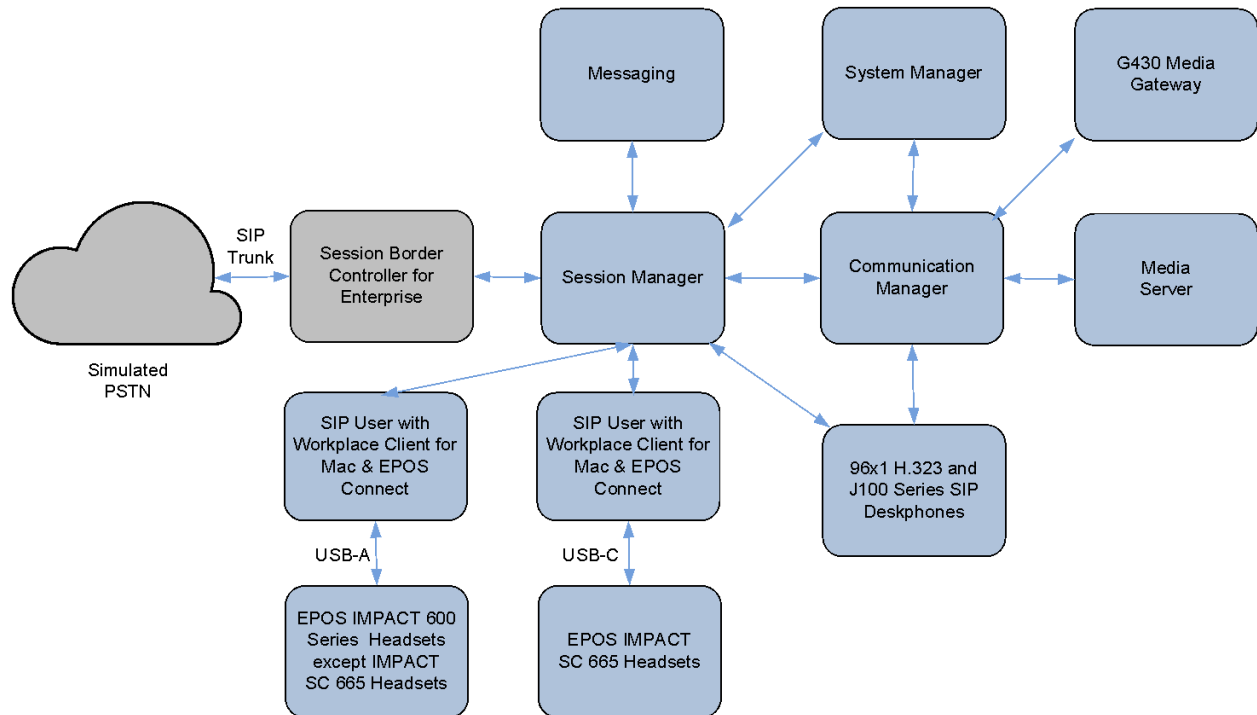 Messaging
System Manager
G430 Media
Gateway
SIP
Trunk
Session Border
Controller for
Enterprise
Session Manager
Communication
Manager
Media
Server
Simulated
PSTN
SIP User with
Workplace Client for
Mac & EPOS
Connect
SIP User with
Workplace Client for
Mac & EPOS
Connect
96x1 H.323 and
J100 Series SIP
Deskphones
USB-A
USB-C
EPOS IMPACT 600
Series Headsets
except IMPACT
SC 665 Headsets
EPOS IMPACT
SC 665 Headsets